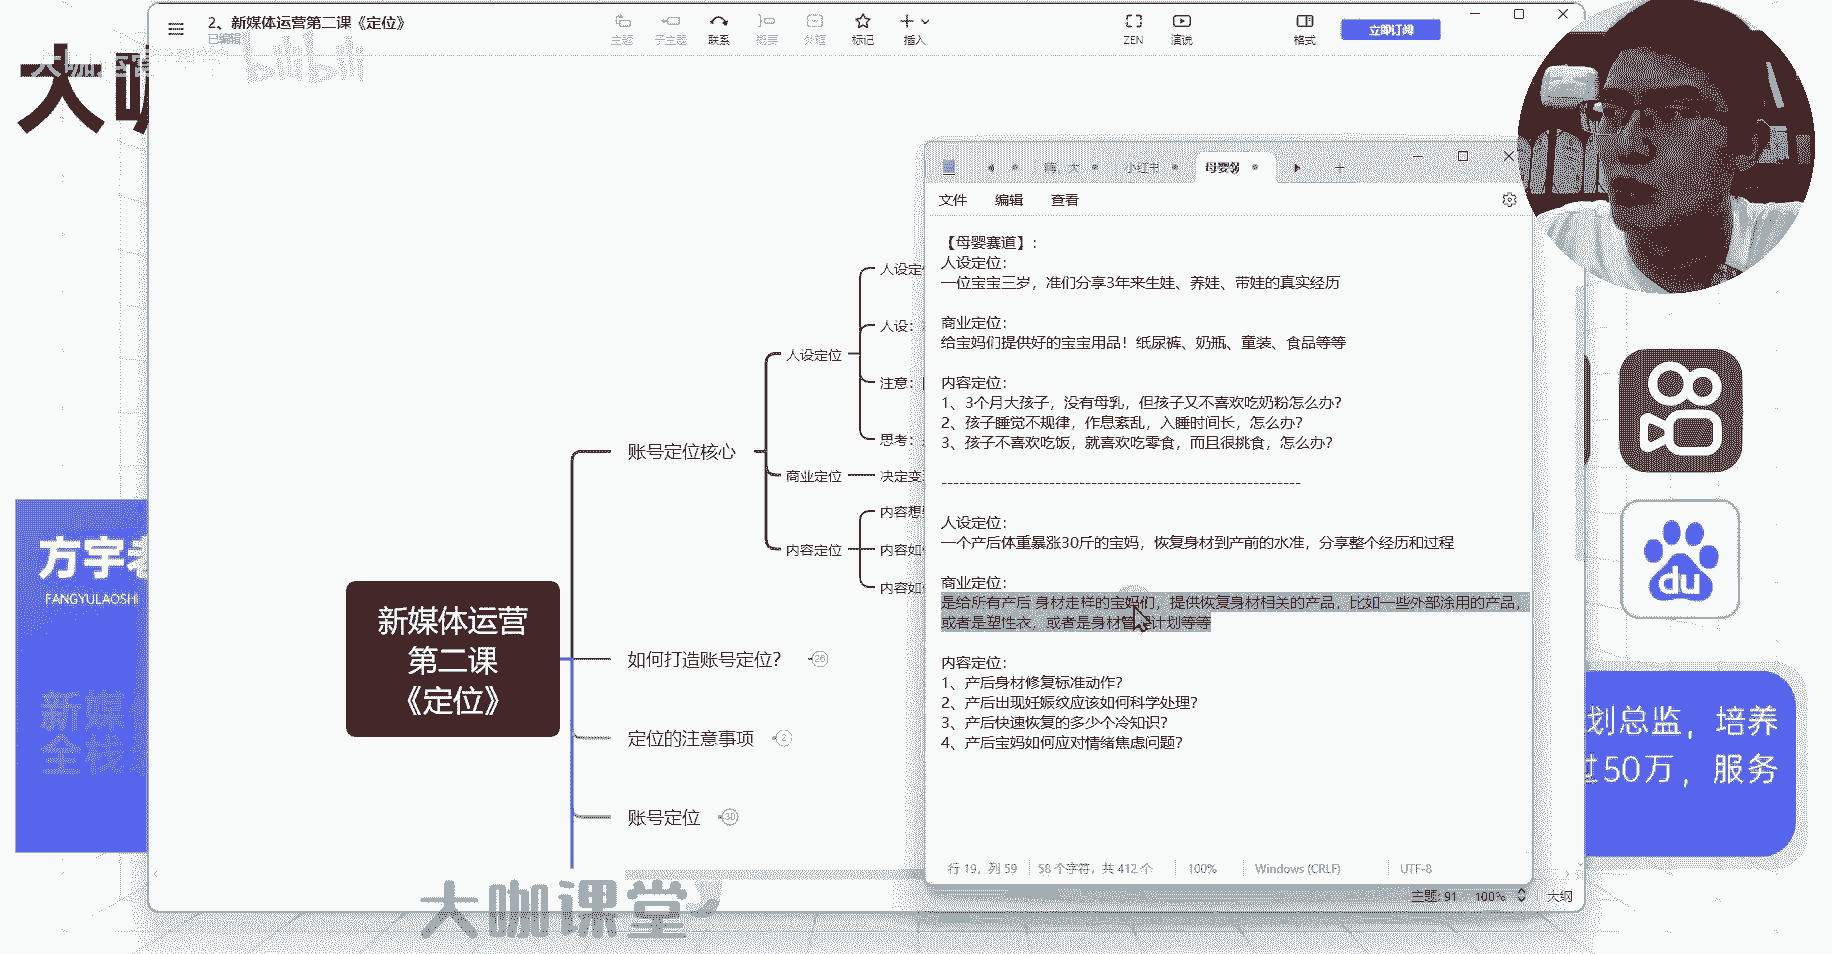 2、新媒体运营第二课《定位》
已编辑
主题
子主题
联系
概要
外框
标记
插入
ZEN
演说
格式
立即订阅
bilibili
大咖
方宇老
FANGYULAOSHI
新媒体运营
第二课
《定位》
账号定位核心
人设定位
人设定
人设:
注意:
思考:
商业定位
决定变
内容定位
内容想
内容如
内容如
如何打造账号定位?
26
定位的注意事项
2
账号定位
30
小红书
母婴
文件
编辑
查看
【母婴赛道】:
人设定位:
一位宝宝三岁，准们分享3年来生娃、养娃、带娃的真实经历
商业定位:
给宝妈们提供好的宝宝用品！纸尿裤、奶瓶、童装、食品等等
内容定位:
1、3个月大孩子，没有母乳，但孩子又不喜欢吃奶粉怎么办?
2、孩子睡觉不规律，作息紊乱，入睡时间长，怎么办?
3、孩子不喜欢吃饭，就喜欢吃零食，而且很挑食，怎么办?
------------------------------------------------------------
人设定位:
一个产后体重暴涨30斤的宝妈，恢复身材到产前的水准，分享整个经历和过程
商业定位:
是给所有产后 身材走样的宝妈们，提供恢复身材相关的产品，比如一些外部涂用的产品，
或者是塑性衣，或者是身材管理计划等等
内容定位:
1、产后身材修复标准动作?
2、产后出现妊娠纹应该如何科学处理?
3、产后快速恢复的多少个冷知识?
4、产后宝妈如何应对情绪焦虑问题?
行 19，列 59
58 个字符，共 412 个
100%
Windows (CRLF)
UTF-8
主题: 91
100%
大纲
du
划总监，培养
过50万，服务
大咖课堂